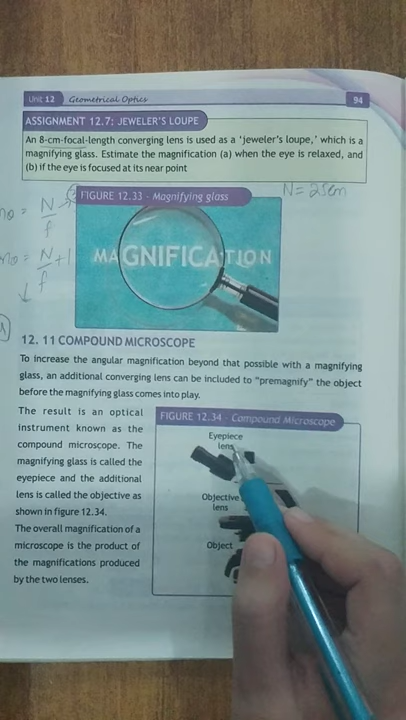 Unit 12 Geometrical Optics 94
ASSIGNMENT 12.7: JEWELER'S LOUPE
An 8-cm-focal-length converging lens is used as a 'jeweler's loupe,' which is a
magnifying glass. Estimate the magnification (a) when the eye is relaxed, and
(b) if the eye is focused at its near point
N = 25cm
FIGURE 12.33 - Magnifying glass
MAGNIFICATION
mθ = N
f
mθ = N + 1
f
12. 11 COMPOUND MICROSCOPE
To increase the angular magnification beyond that possible with a magnifying
glass, an additional converging lens can be included to "premagnify" the object
before the magnifying glass comes into play.
The result is an optical
instrument known as the
compound microscope. The
magnifying glass is called the
eyepiece and the additional
lens is called the objective as
shown in figure 12.34.
The overall magnification of a
microscope is the product of
the magnifications produced
by the two lenses.
FIGURE 12.34 - Compound Microscope
Eyepiece
lens
Objective
lens
Object